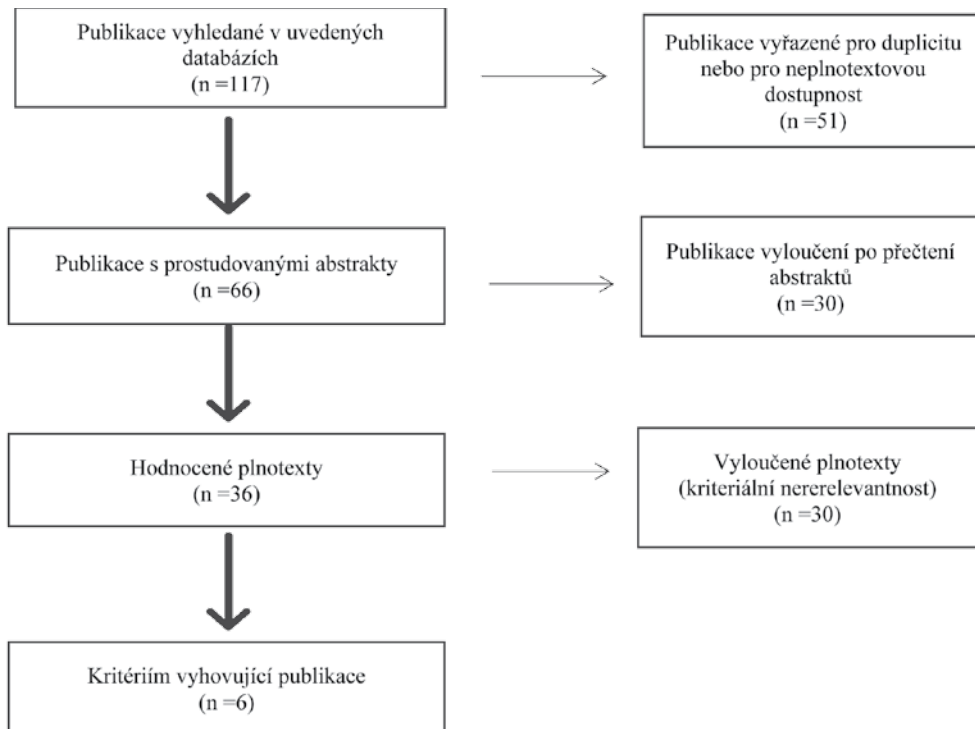 Publikace vyhledané v uvedených
databázích
(n =117)
Publikace vyřazené pro duplicitu
nebo pro neplnotextovou
dostupnost
(n =51)
Publikace s prostudovanými abstrakty
(n =66)
Publikace vyloučení po přečtení
abstraktů
(n =30)
Hodnocené plnotexty
(n =36)
Vyloučené plnotexty
(kriteriální nererelevantnost)
(n =30)
Kritériím vyhovující publikace
(n =6)